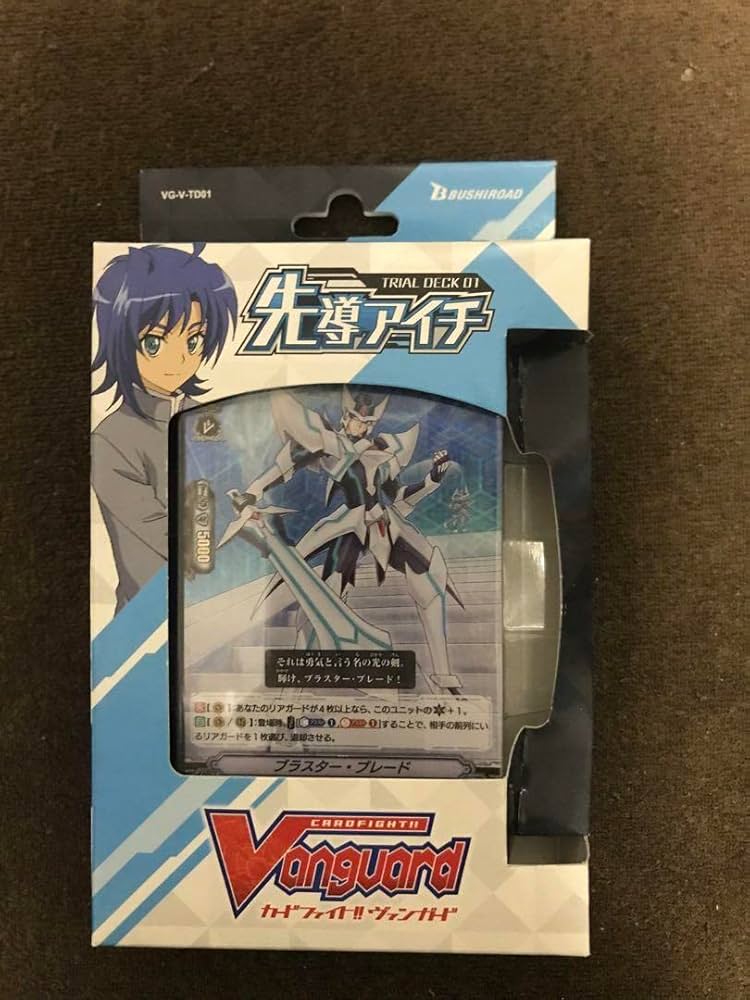 VG-V-TD01
BUSHIROAD
TRIAL DECK 01
先導アイチ
5000
それは勇気と言う名の光の剣。
輝け、ブラスター・ブレード!
あなたのリアガードが4枚以上なら、このユニットの +1。
登場時、 1 1 することで、相手の前列にい
るリアガードを1枚選び、退却させる。
ブラスター・ブレード
CARDFIGHT!!
Vanguard
カードファイト!! ヴァンガード